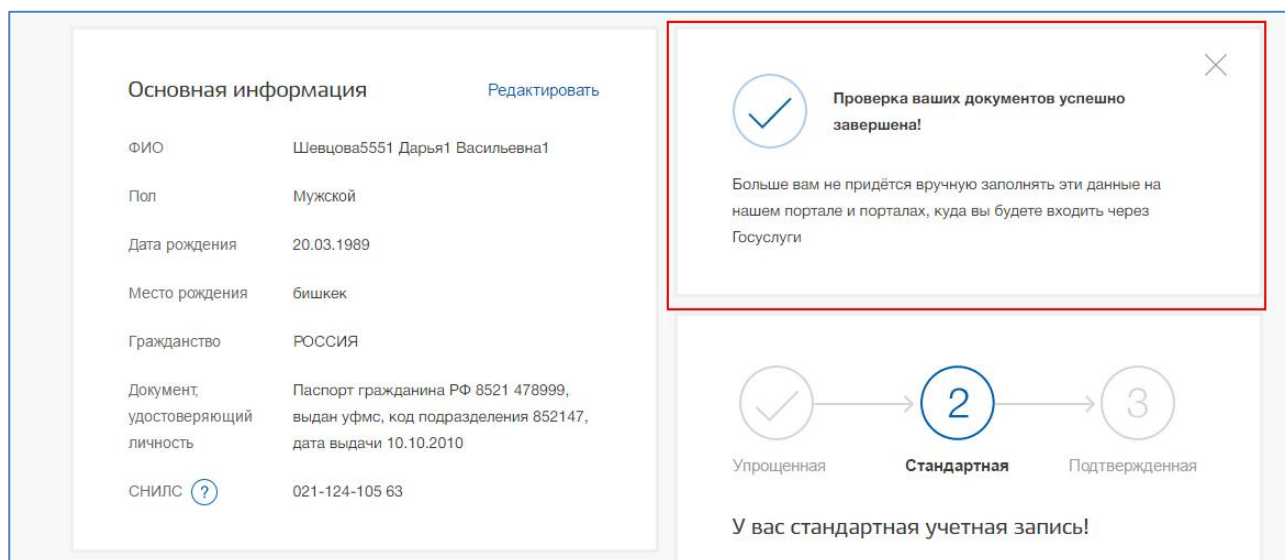 Основная информация
Редактировать
ФИО
Шевцова5551 Дарья1 Васильевна1
Пол
Мужской
Дата рождения
20.03.1989
Место рождения
бишкек
Гражданство
РОССИЯ
Документ,
удостоверяющий
личность
Паспорт гражданина РФ 8521 478999,
выдан уфмс, код подразделения 852147,
дата выдачи 10.10.2010
СНИЛС ?
021-124-105 63
Проверка ваших документов успешно
завершена!
Больше вам не придётся вручную заполнять эти данные на
нашем портале и порталах, куда вы будете входить через
Госуслуги
2
3
Упрощенная
Стандартная
Подтвержденная
У вас стандартная учетная запись!